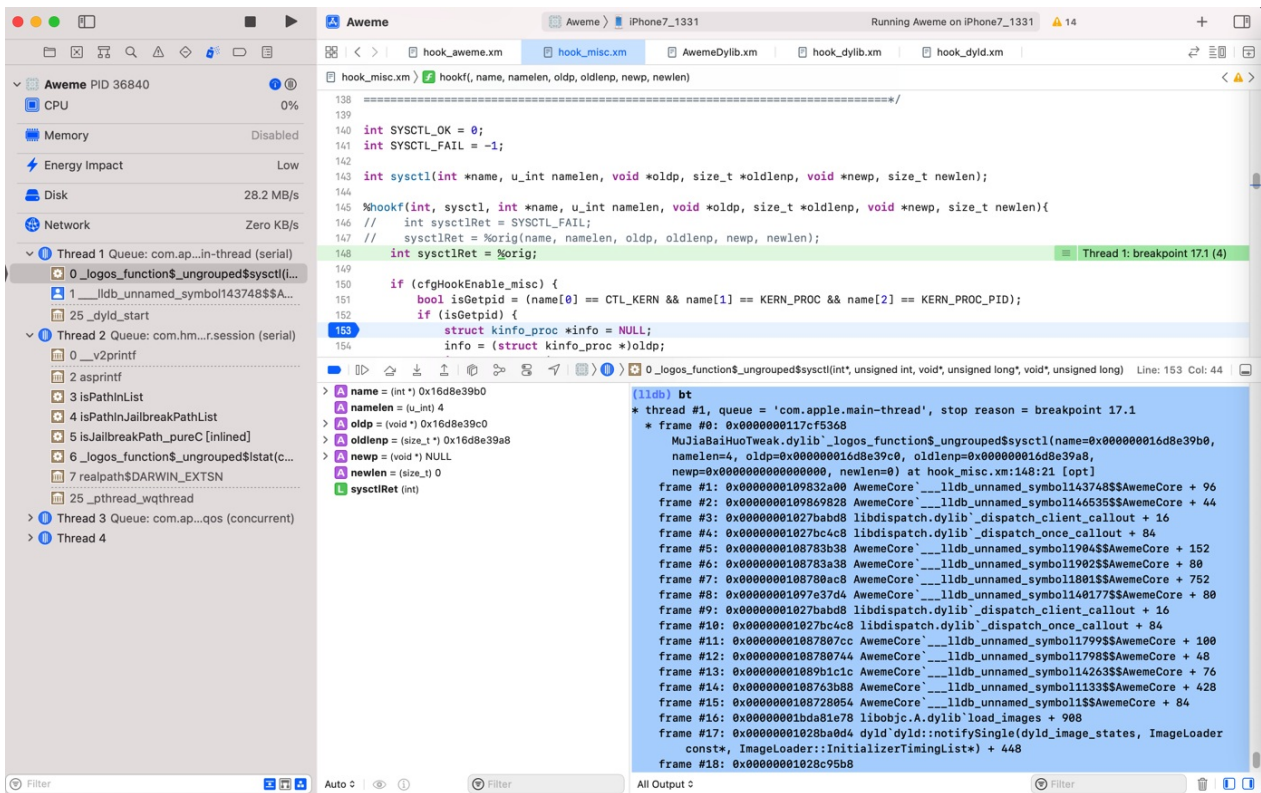 Aweme
Aweme 〉 iPhone7_1331
Running Aweme on iPhone7_1331
14
hook_aweme.xm
hook_misc.xm
AwemeDylib.xm
hook_dylib.xm
hook_dyld.xm
hook_misc.xm 〉 hookf(, name, namelen, oldp, oldlenp, newp, newlen)
Aweme PID 36840
CPU 0%
Memory Disabled
Energy Impact Low
Disk 28.2 MB/s
Network Zero KB/s
Thread 1 Queue: com.ap...in-thread (serial)
0 _logos_function$_ungrouped$sysctl(i...
1 ___lldb_unnamed_symbol143748$$A...
25 _dyld_start
Thread 2 Queue: com.hm...r.session (serial)
0 __v2printf
2 asprintf
3 isPathInList
4 isPathInJailbreakPathList
5 isJailbreakPath_pureC [inlined]
6 _logos_function$_ungrouped$lstat(c...
7 realpath$DARWIN_EXTSN
25 _pthread_wqthread
Thread 3 Queue: com.ap...qos (concurrent)
Thread 4
Filter
138 ==============================================================================*/
139
140 int SYSCTL_OK = 0;
141 int SYSCTL_FAIL = -1;
142
143 int sysctl(int *name, u_int namelen, void *oldp, size_t *oldlenp, void *newp, size_t newlen);
144
145 %hookf(int, sysctl, int *name, u_int namelen, void *oldp, size_t *oldlenp, void *newp, size_t newlen){
146 // int sysctlRet = SYSCTL_FAIL;
147 // sysctlRet = %orig(name, namelen, oldp, oldlenp, newp, newlen);
148 int sysctlRet = %orig; Thread 1: breakpoint 17.1 (4)
149
150 if (cfgHookEnable_misc) {
151 bool isGetpid = (name[0] == CTL_KERN && name[1] == KERN_PROC && name[2] == KERN_PROC_PID);
152 if (isGetpid) {
153 struct kinfo_proc *info = NULL;
154 info = (struct kinfo_proc *)oldp;
0 _logos_function$_ungrouped$sysctl(int*, unsigned int, void*, unsigned long*, void*, unsigned long) Line: 153 Col: 44
A name = (int *) 0x16d8e39b0
A namelen = (u_int) 4
A oldp = (void *) 0x16d8e39c0
A oldlenp = (size_t *) 0x16d8e39a8
A newp = (void *) NULL
A newlen = (size_t) 0
L sysctlRet (int)
Auto
Filter
(lldb) bt
* thread #1, queue = 'com.apple.main-thread', stop reason = breakpoint 17.1
* frame #0: 0x0000000117cf5368
MuJiaBaiHuoTweak.dylib`_logos_function$_ungrouped$sysctl(name=0x000000016d8e39b0,
namelen=4, oldp=0x000000016d8e39c0, oldlenp=0x000000016d8e39a8,
newp=0x0000000000000000, newlen=0) at hook_misc.xm:148:21 [opt]
frame #1: 0x0000000109832a00 AwemeCore`___lldb_unnamed_symbol143748$$AwemeCore + 96
frame #2: 0x0000000109869828 AwemeCore`___lldb_unnamed_symbol146535$$AwemeCore + 44
frame #3: 0x00000001027babd8 libdispatch.dylib`_dispatch_client_callout + 16
frame #4: 0x00000001027bc4c8 libdispatch.dylib`_dispatch_once_callout + 84
frame #5: 0x0000000108783b38 AwemeCore`___lldb_unnamed_symbol1904$$AwemeCore + 152
frame #6: 0x0000000108783a38 AwemeCore`___lldb_unnamed_symbol1902$$AwemeCore + 80
frame #7: 0x0000000108780ac8 AwemeCore`___lldb_unnamed_symbol1801$$AwemeCore + 752
frame #8: 0x00000001097e37d4 AwemeCore`___lldb_unnamed_symbol140177$$AwemeCore + 80
frame #9: 0x00000001027babd8 libdispatch.dylib`_dispatch_client_callout + 16
frame #10: 0x00000001027bc4c8 libdispatch.dylib`_dispatch_once_callout + 84
frame #11: 0x00000001087807cc AwemeCore`___lldb_unnamed_symbol1799$$AwemeCore + 100
frame #12: 0x0000000108780744 AwemeCore`___lldb_unnamed_symbol1798$$AwemeCore + 48
frame #13: 0x00000001089b1c1c AwemeCore`___lldb_unnamed_symbol14263$$AwemeCore + 76
frame #14: 0x0000000108763b88 AwemeCore`___lldb_unnamed_symbol1133$$AwemeCore + 428
frame #15: 0x0000000108728054 AwemeCore`___lldb_unnamed_symbol1$$AwemeCore + 84
frame #16: 0x00000001bda81e78 libobjc.A.dylib`load_images + 908
frame #17: 0x00000001028ba0d4 dyld`dyld::notifySingle(dyld_image_states, ImageLoader
const*, ImageLoader::InitializerTimingList*) + 448
frame #18: 0x00000001028c95b8
All Output
Filter